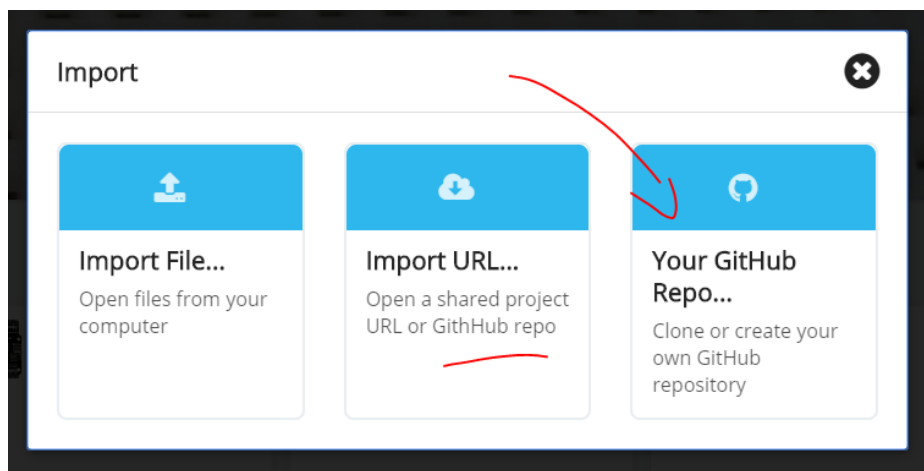 Import
Import File...
Open files from your
computer
Import URL...
Open a shared project
URL or GithHub repo
Your GitHub
Repo...
Clone or create your
own GitHub
repository